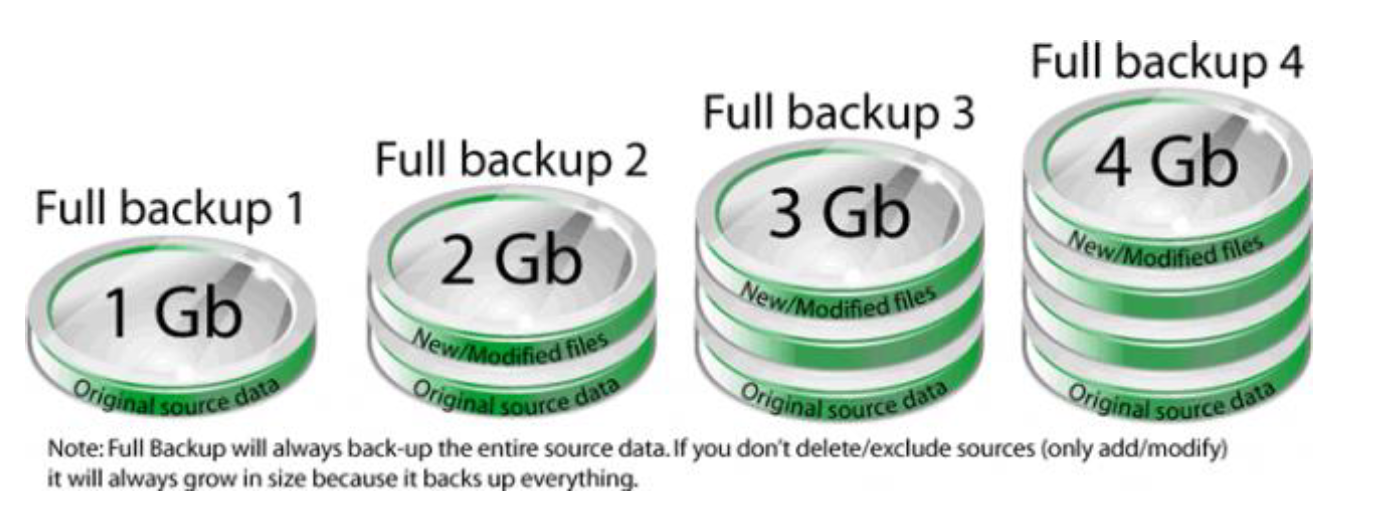 Full backup 1
1 Gb
Original source data
Full backup 2
2 Gb
New/Modified files
Original source data
Full backup 3
3 Gb
New/Modified files
Original source data
Full backup 4
4 Gb
New/Modified files
Original source data
Note: Full Backup will always back-up the entire source data. If you don't delete/exclude sources (only add/modify)
it will always grow in size because it backs up everything.